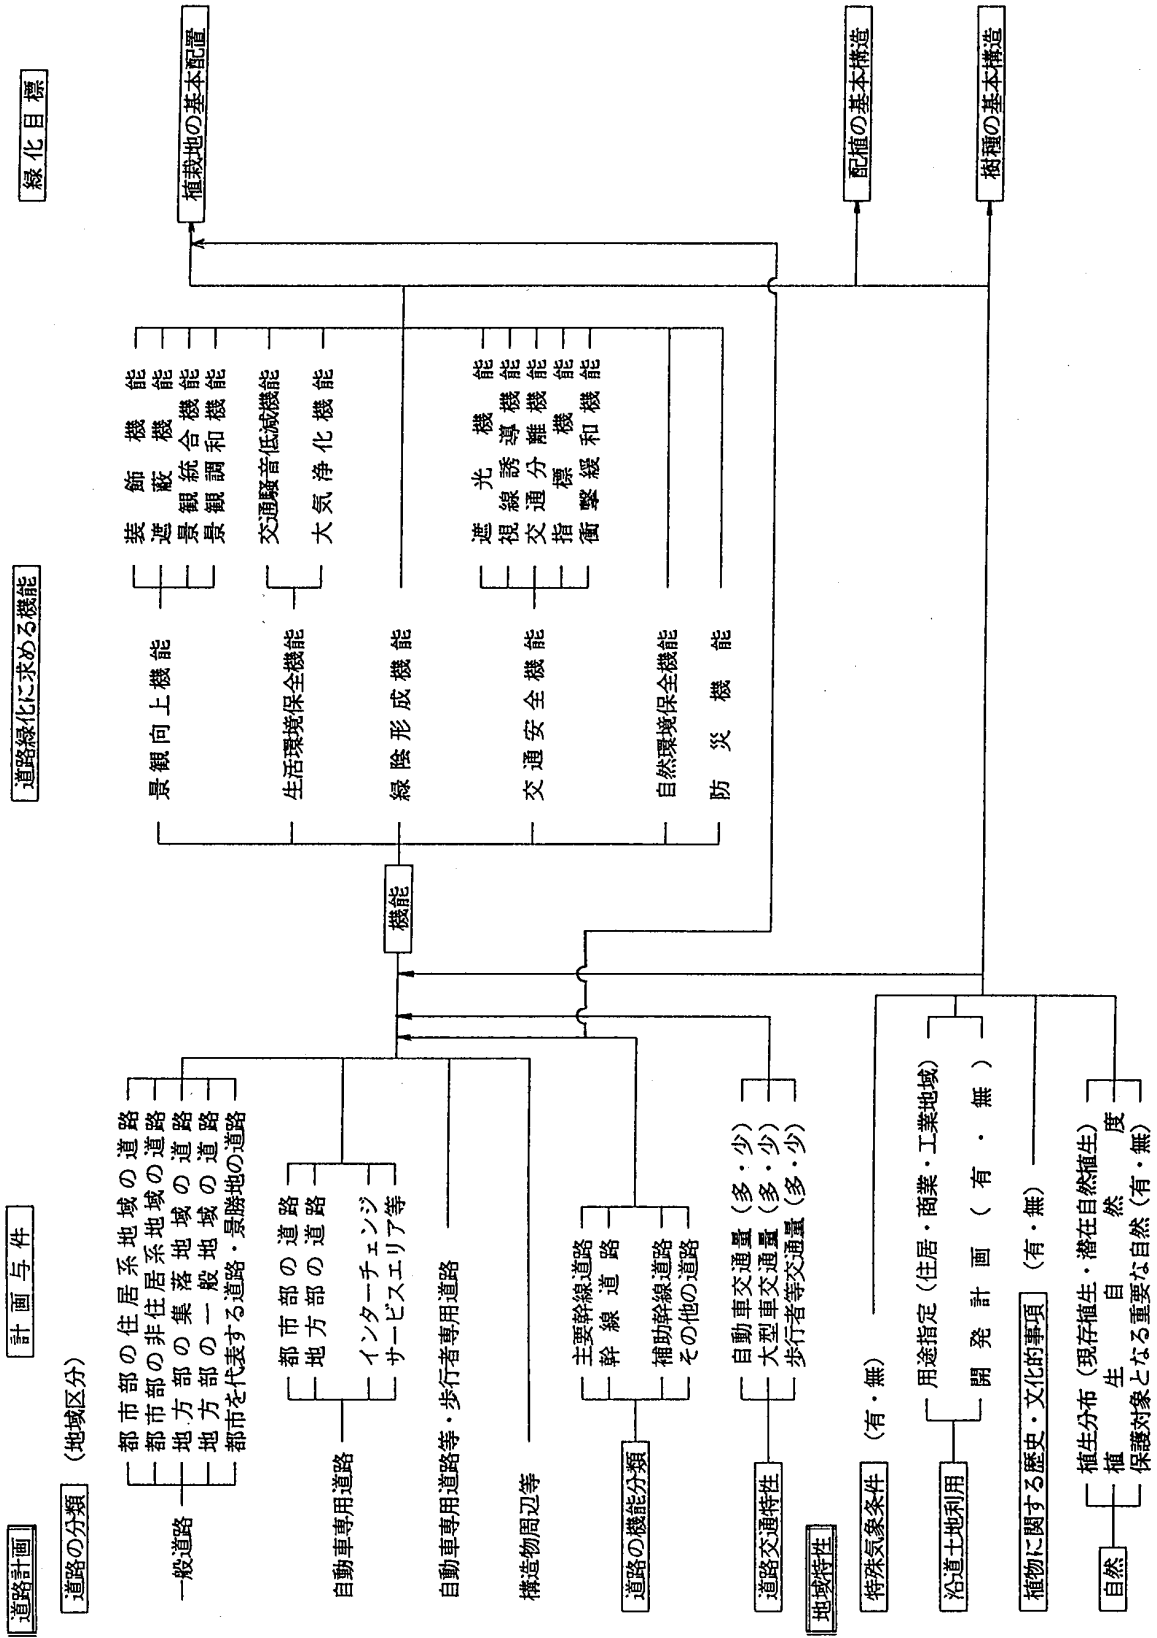 計画与件
道路緑化に求める機能
緑化目標
道路計画
道路の分類
(地域区分)
一般道路
都市部の住居系地域の道路
都市部の非住居系地域の道路
地方部の集落地域の道路
地方部の一般地域の道路
都市を代表する道路・景勝地の道路
自動車専用道路
都市部の道路
地方部の道路
インターチェンジ
サービスエリア等
自動車専用道路等・歩行者専用道路
構造物周辺等
道路の機能分類
主要幹線道路
幹線道路
補助幹線道路
その他の道路
道路交通特性
自動車交通量(多・少)
大型車交通量(多・少)
歩行者等交通量(多・少)
地域特性
特殊気象条件
(有・無)
沿道土地利用
用途指定(住居・商業・工業地域)
開発計画(有・無)
植物に関する歴史・文化的事項
(有・無)
自然
植生分布(現存植生・潜在自然植生)
植生自然度
保護対象となる重要な自然(有・無)
機能
景観向上機能
装飾機能
遮蔽機能
景観統合機能
景観調和機能
生活環境保全機能
交通騒音低減機能
大気浄化機能
緑陰形成機能
交通安全機能
遮光機能
視線誘導機能
交通分離機能
指標機能
衝撃緩和機能
自然環境保全機能
防災機能
植栽地の基本配置
配植の基本構造
樹種の基本構造